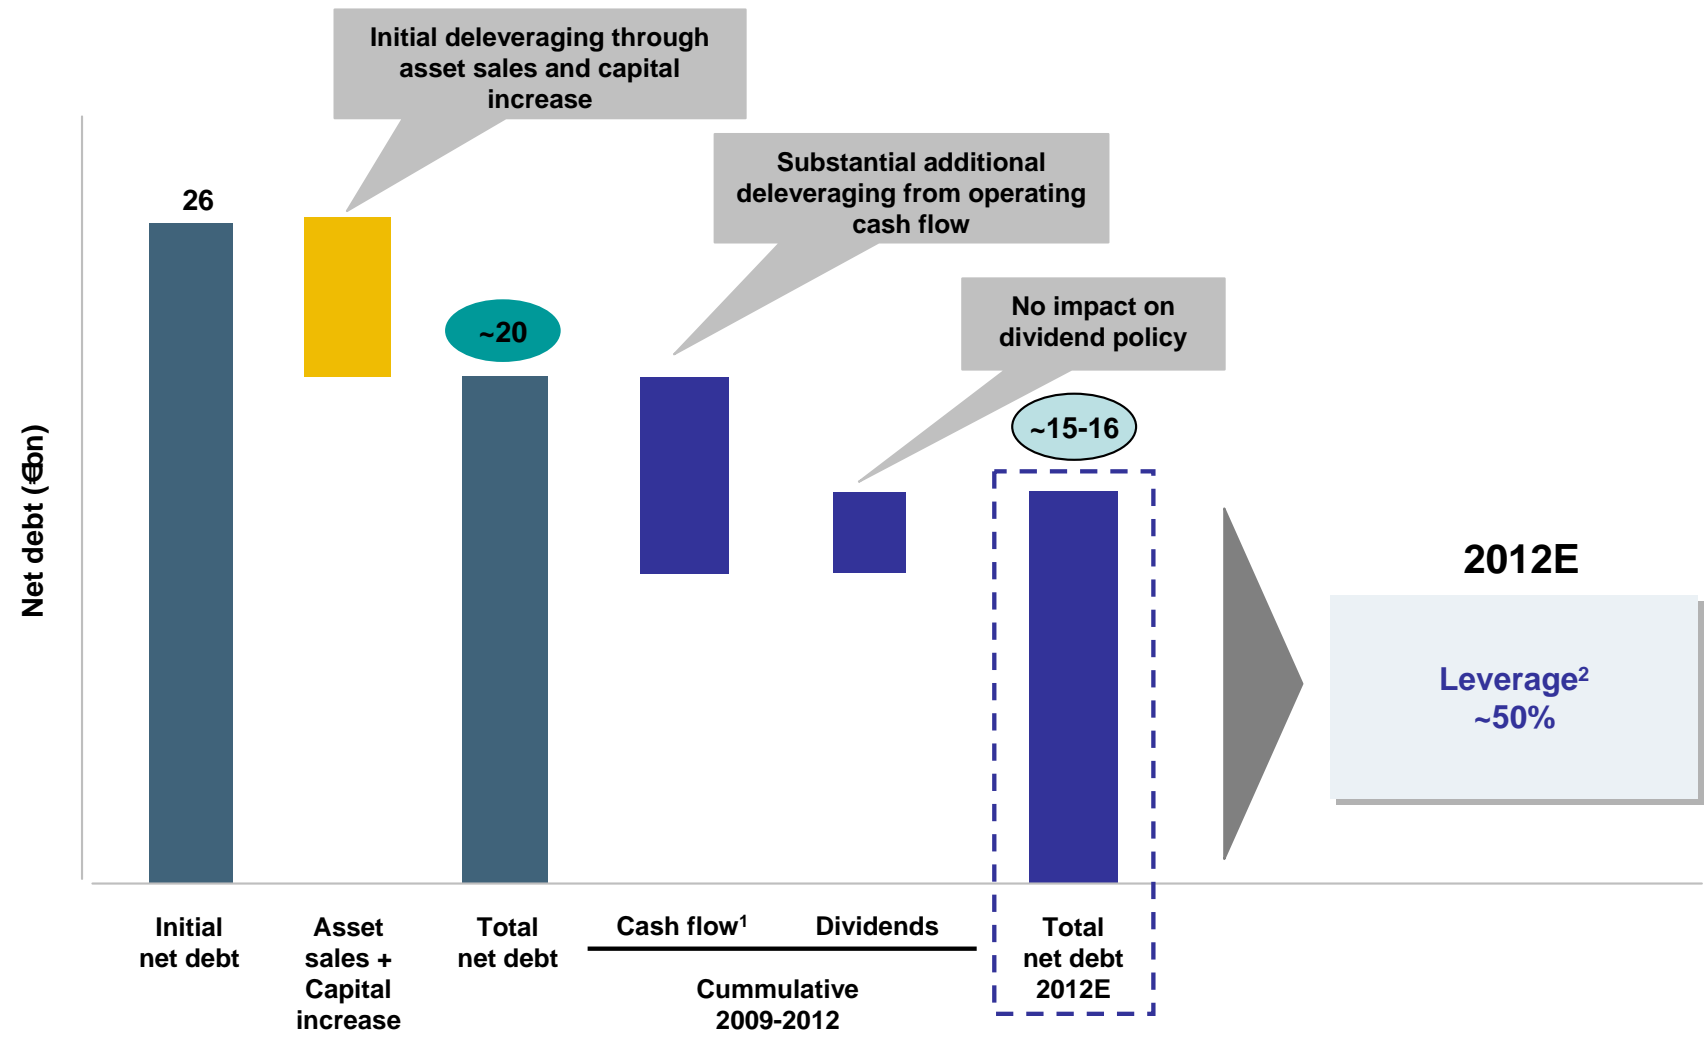 Initial deleveraging through
asset sales and capital
increase
Substantial additional
deleveraging from operating
cash flow
No impact on
dividend policy
26
~20
~15-16
Net debt (€bn)
2012E
Leverage²
~50%
Initial
net debt
Asset
sales +
Capital
increase
Total
net debt
Cash flow¹
Dividends
Cummulative
2009-2012
Total
net debt
2012E